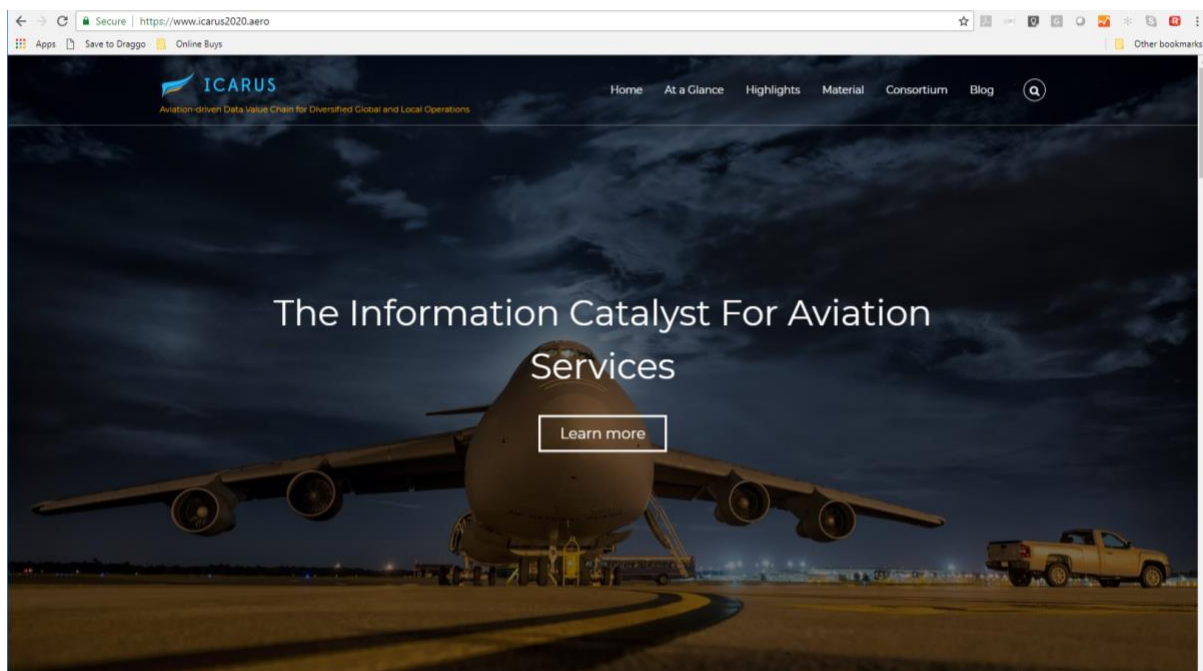 Secure | https://www.icarus2020.aero
Apps Save to Draggo Online Buys Other bookmarks
ICARUS
Aviation-driven Data Value Chain for Diversified Global and Local Operations
Home At a Glance Highlights Material Consortium Blog
The Information Catalyst For Aviation
Services
Learn more